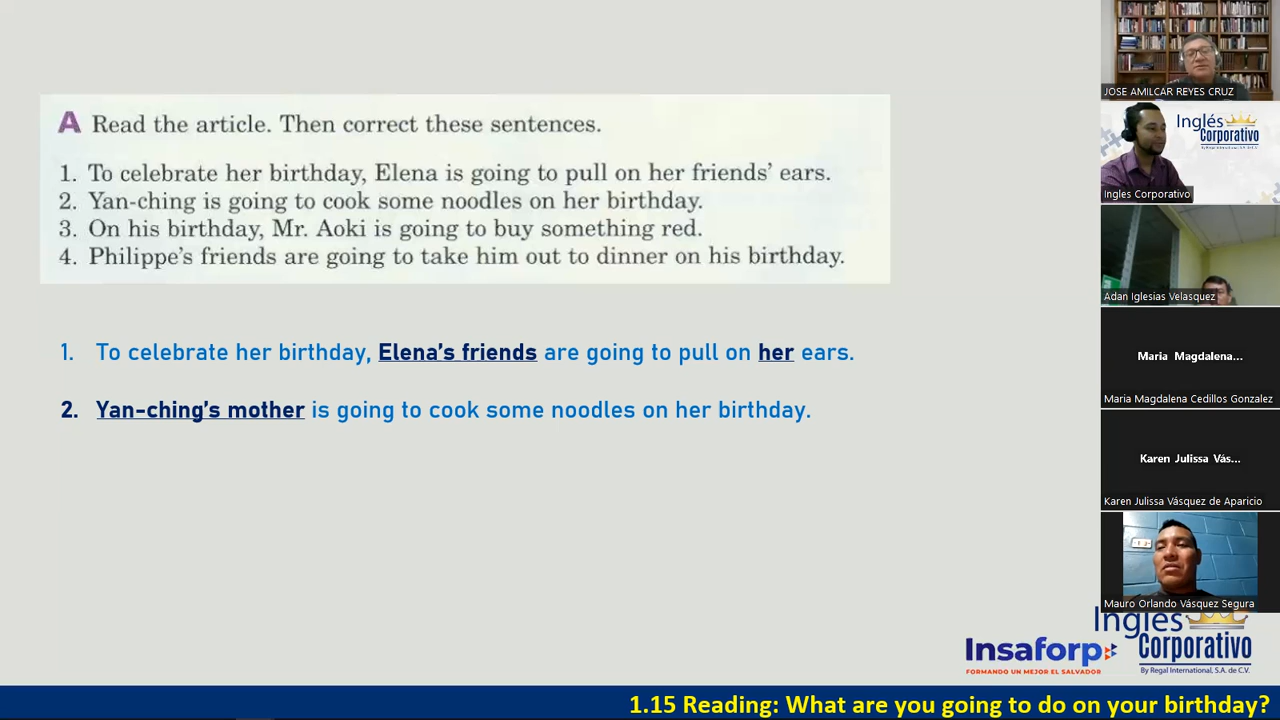 A Read the article. Then correct these sentences.
1. To celebrate her birthday, Elena is going to pull on her friends’ ears.
2. Yan-ching is going to cook some noodles on her birthday.
3. On his birthday, Mr. Aoki is going to buy something red.
4. Philippe’s friends are going to take him out to dinner on his birthday.
1. To celebrate her birthday, Elena’s friends are going to pull on her ears.
2. Yan-ching’s mother is going to cook some noodles on her birthday.
JOSE AMILCAR REYES CRUZ
Inglés
Corporativo
By Regal International, S.A. de C.V.
Ingles Corporativo
Adan Iglesias Velasquez
Maria Magdalena...
Maria Magdalena Cedillos Gonzalez
Karen Julissa Vás...
Karen Julissa Vásquez de Aparicio
Mauro Orlando Vásquez Segura
Insaforp
FORMANDO UN MEJOR EL SALVADOR
Inglés
Corporativo
By Regal International, S.A. de C.V.
1.15 Reading: What are you going to do on your birthday?